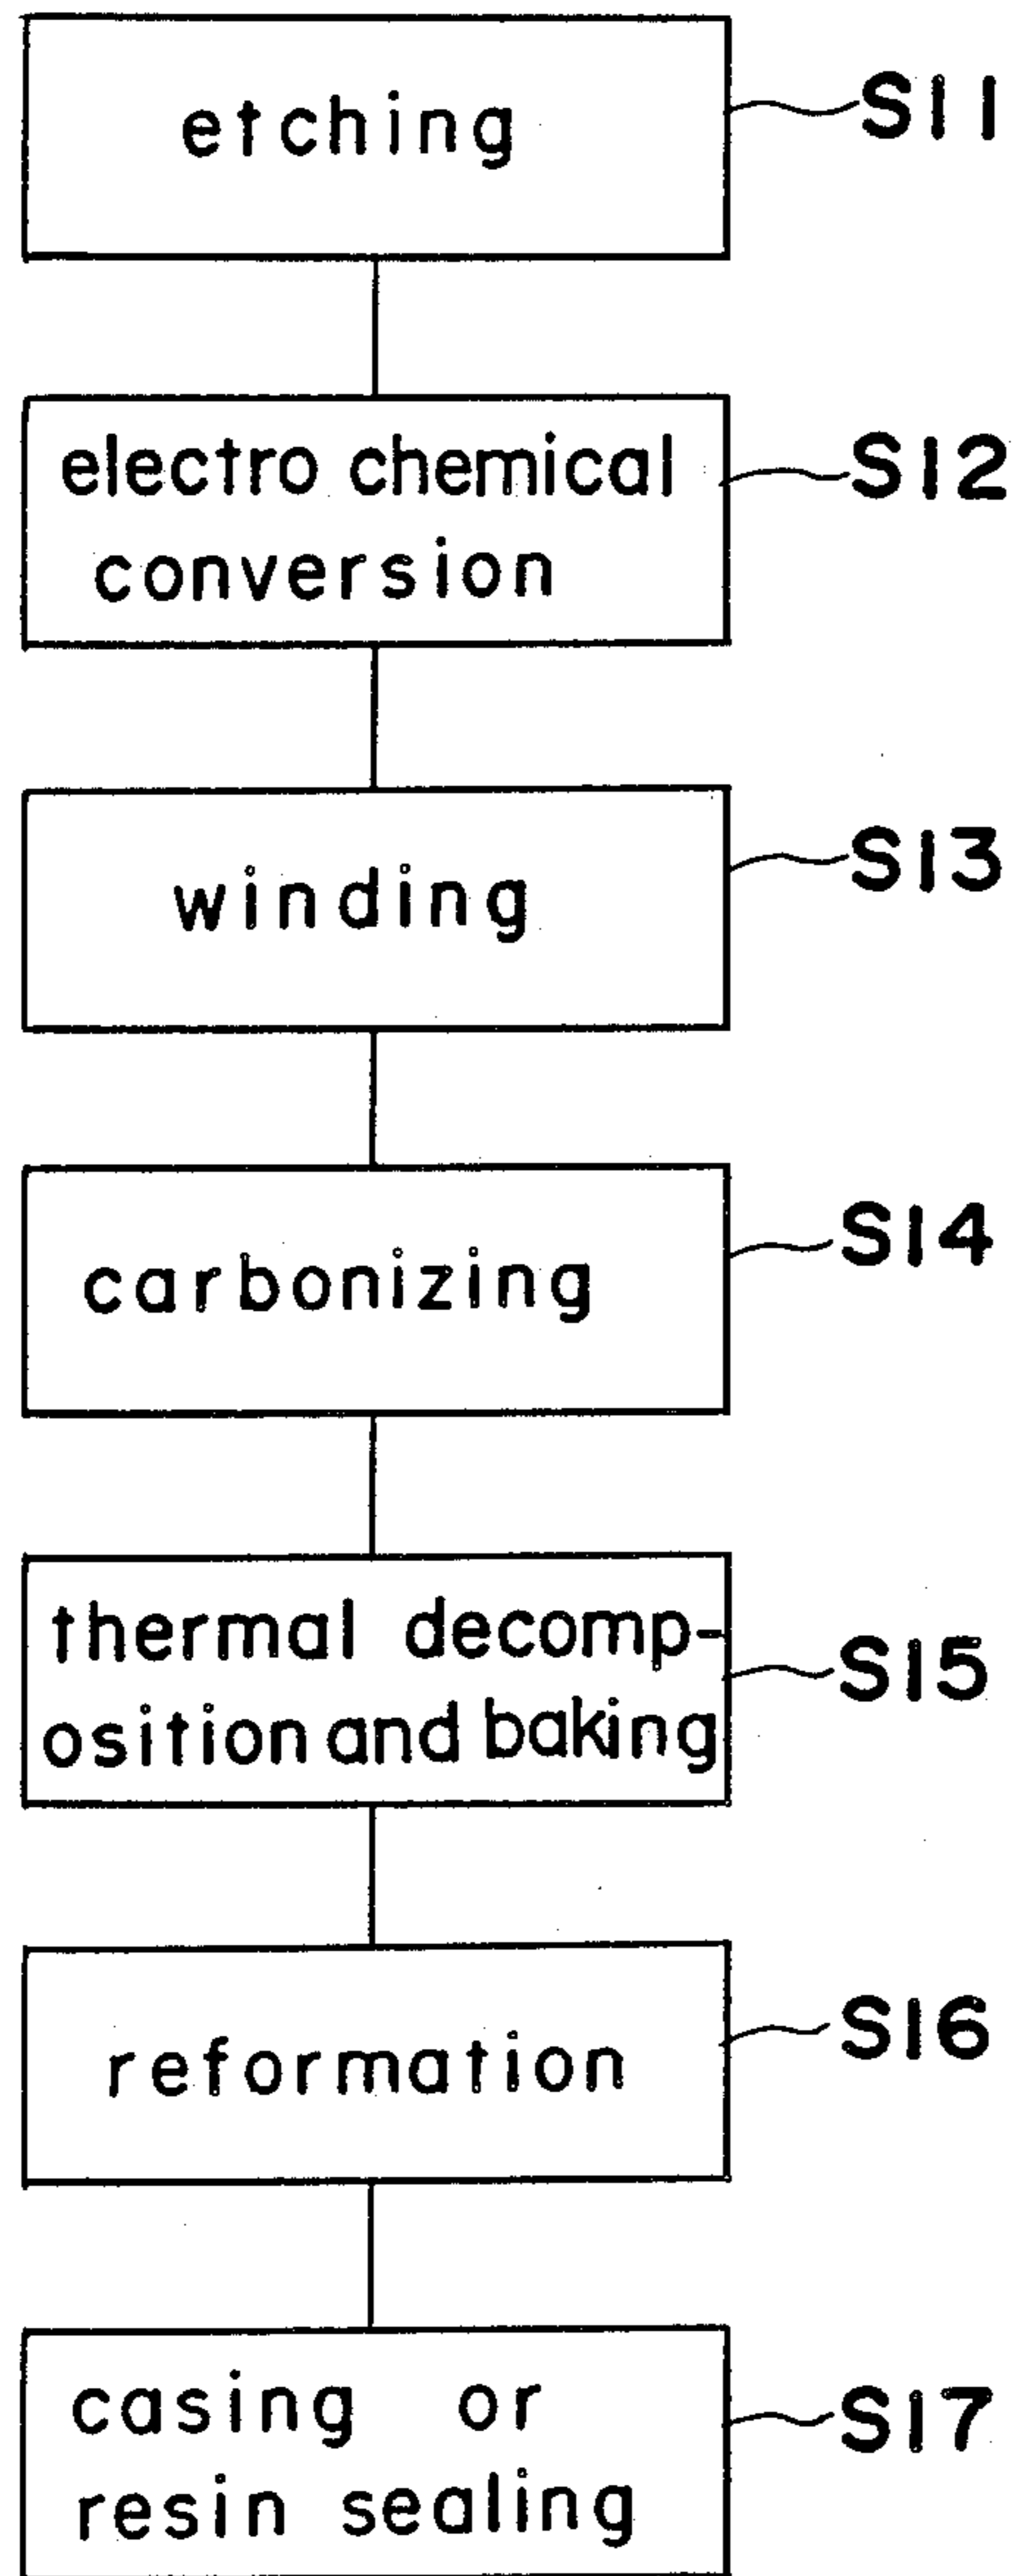 etching S11
electro chemical S12
conversion
winding S13
carbonizing S14
thermal decomp- S15
osition and baking
reformation S16
casing or S17
resin sealing